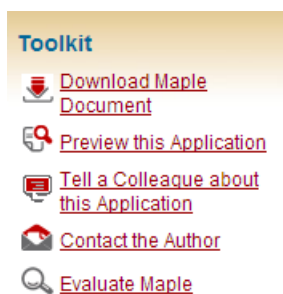 Toolkit
Download Maple
Document
Preview this Application
Tell a Colleague about
this Application
Contact the Author
Evaluate Maple